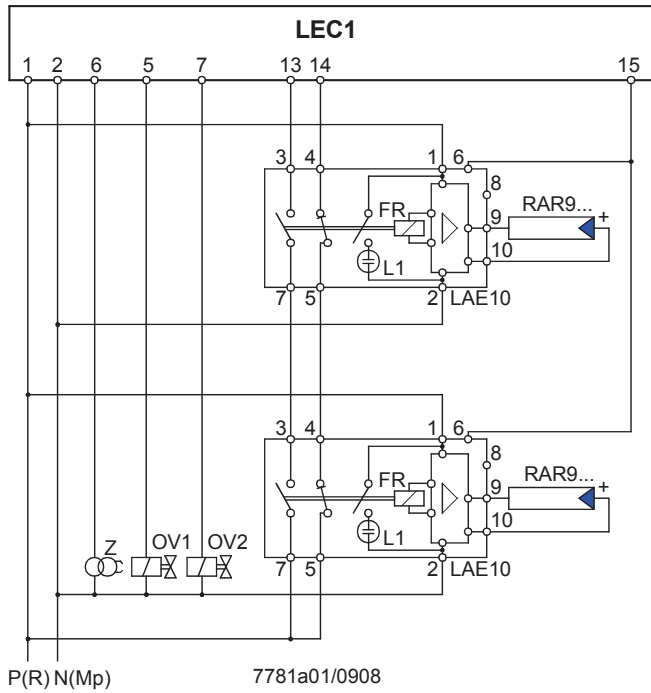 LEC1
1 2 6 5 7 13 14 15
3 4 1 6
8
FR RAR9... +
9
10
L1
7 5 2 LAE10
3 4 1 6
8
FR RAR9... +
9
10
L1
Z OV1 OV2
7 5 2 LAE10
P(R) N(Mp) 7781a01/0908